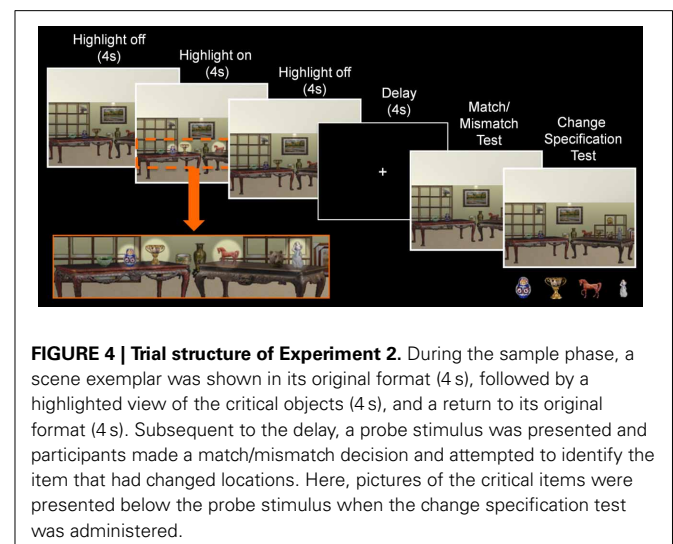 Highlight off
(4s)
Highlight on
(4s)
Highlight off
(4s)
Delay
(4s)
Match/
Mismatch
Test
Change
Specification
Test
FIGURE 4 | Trial structure of Experiment 2. During the sample phase, a
scene exemplar was shown in its original format (4 s), followed by a
highlighted view of the critical objects (4 s), and a return to its original
format (4 s). Subsequent to the delay, a probe stimulus was presented and
participants made a match/mismatch decision and attempted to identify the
item that had changed locations. Here, pictures of the critical items were
presented below the probe stimulus when the change specification test
was administered.